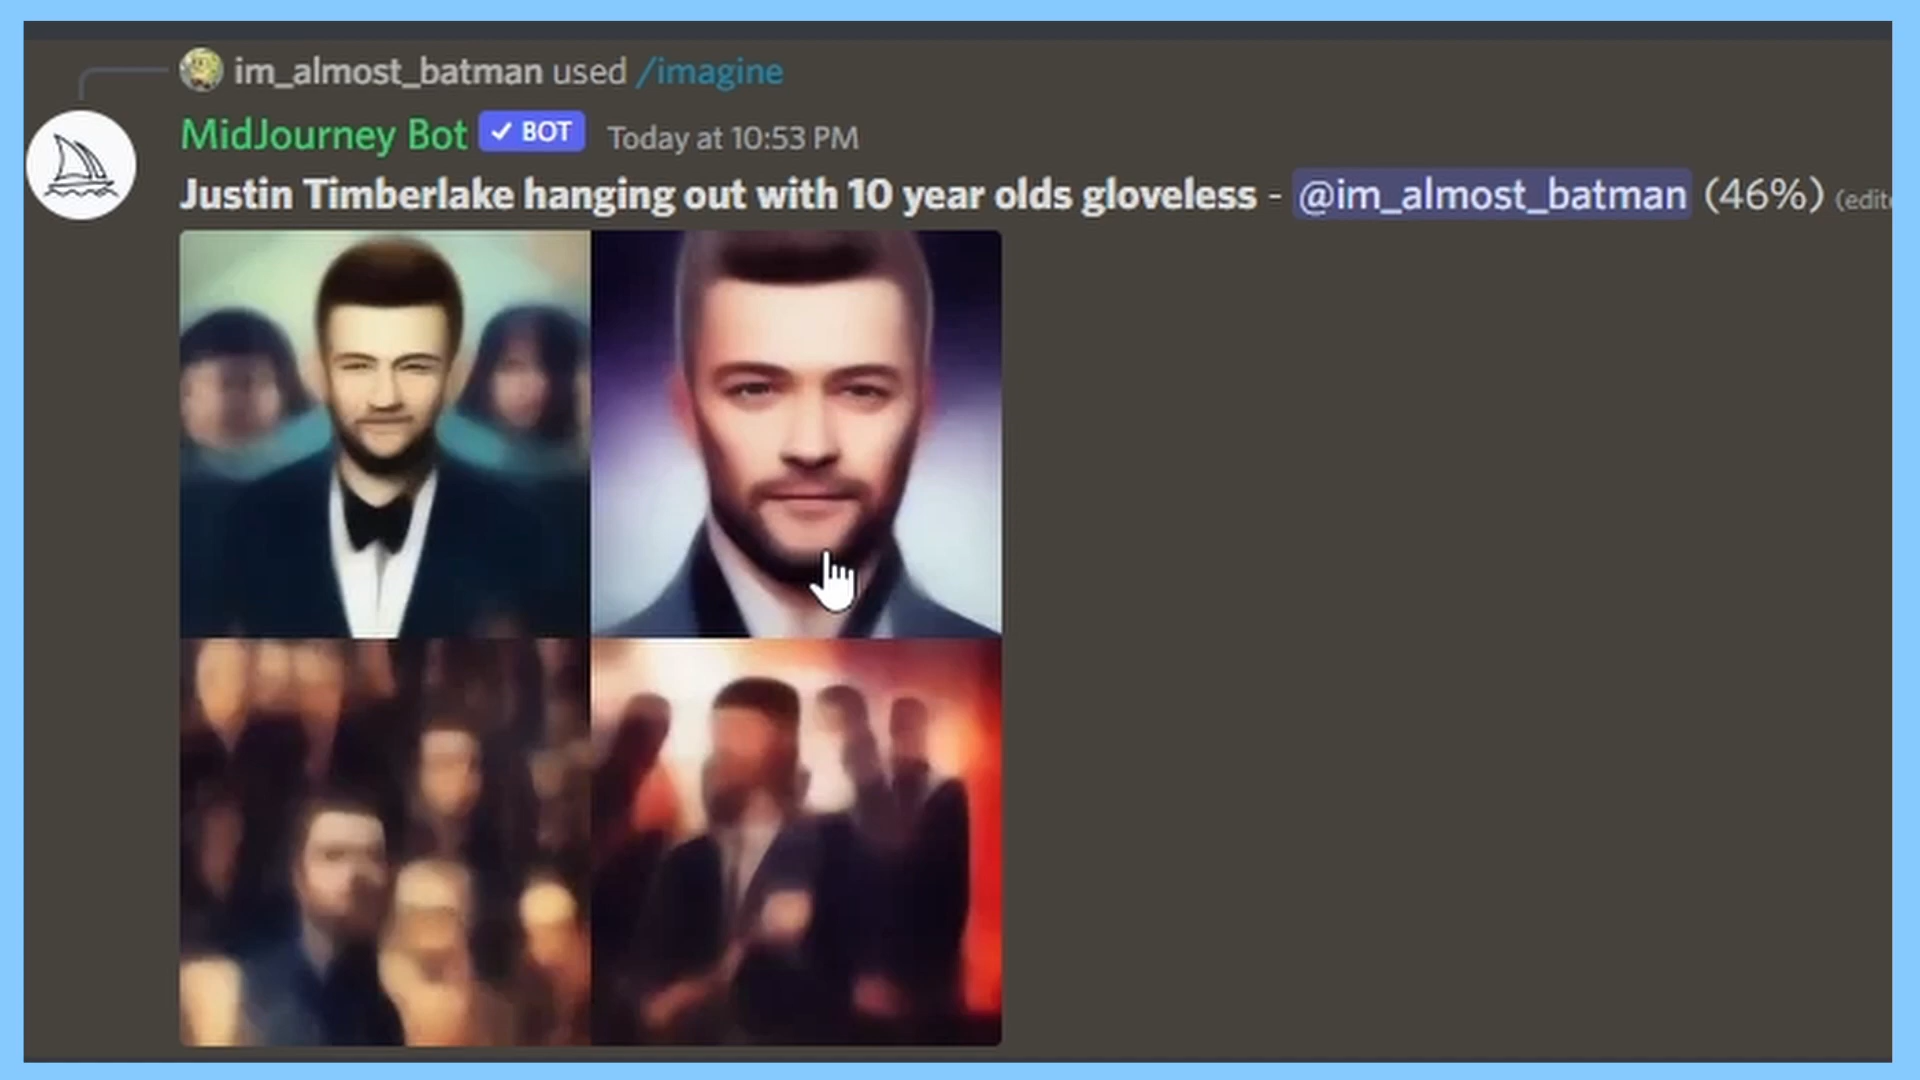 im_almost_batman used /imagine
MidJourney Bot ✓ BOT Today at 10:53 PM
Justin Timberlake hanging out with 10 year olds gloveless - @im_almost_batman (46%) (edit